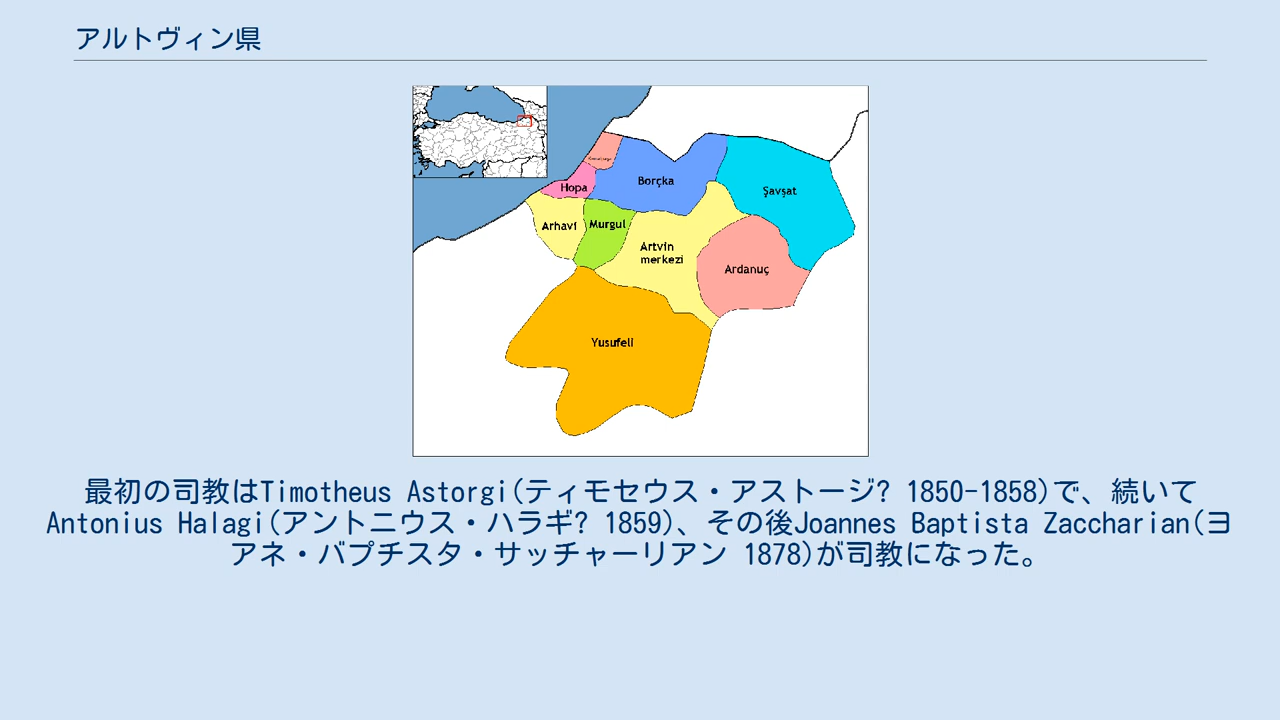 アルトヴィン県
Borçka
Şavşat
Hopa
Arhavi
Murgul
Artvin
merkezi
Ardanuç
Yusufeli
最初の司教はTimotheus Astorgi(ティモセウス・アストージ? 1850-1858)で、続いて
Antonius Halagi(アントニウス・ハラギ? 1859)、その後Joannes Baptista Zaccharian(ヨ
アネ・バプチスタ・サッチャーリアン 1878)が司教になった。